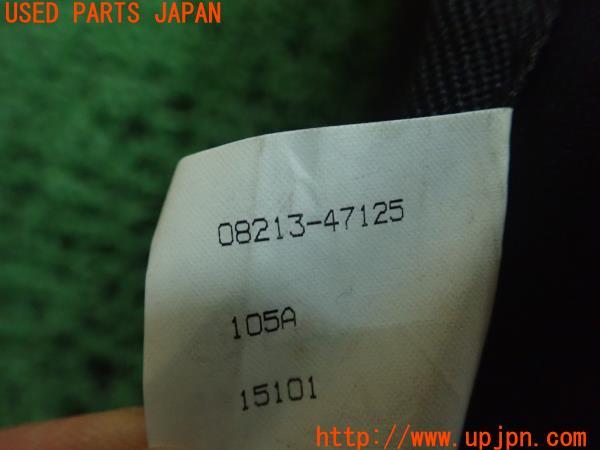 USED PARTS JAPAN
08213-47125
105A
15101
http://www.upjpn.com